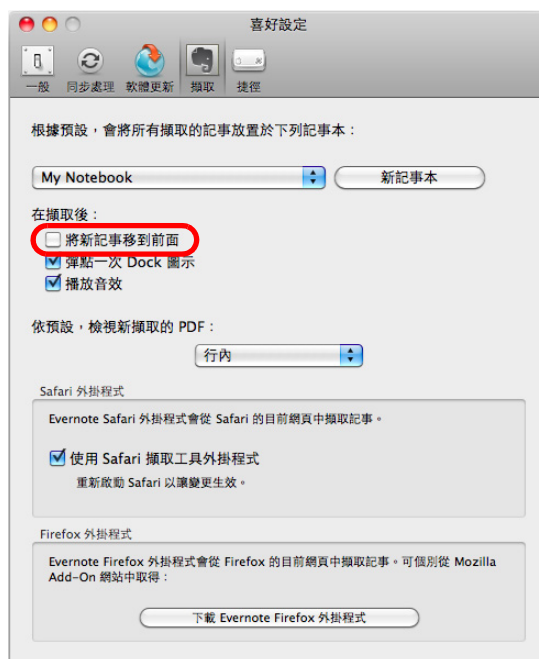 喜好設定
一般 同步處理 軟體更新 擷取 捷徑
根據預設，會將所有擷取的記事放置於下列記事本：
My Notebook 新記事本
在擷取後：
將新記事移到前面
彈點一次 Dock 圖示
播放音效
依預設，檢視新擷取的 PDF：
行內
Safari 外掛程式
Evernote Safari 外掛程式會從 Safari 的目前網頁中擷取記事。
使用 Safari 擷取工具外掛程式
重新啟動 Safari 以讓變更生效。
Firefox 外掛程式
Evernote Firefox 外掛程式會從 Firefox 的目前網頁中擷取記事。可個別從 Mozilla
Add-On 網站中取得：
下載 Evernote Firefox 外掛程式